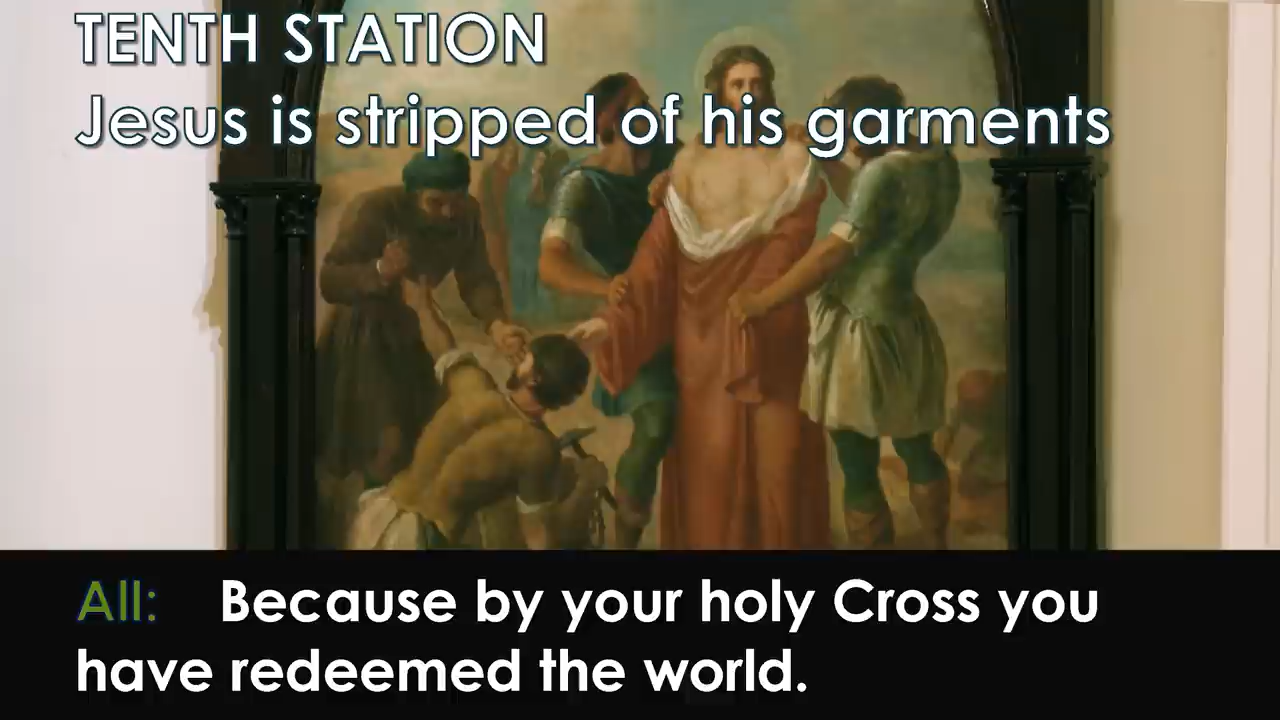 TENTH STATION
Jesus is stripped of his garments
All: Because by your holy Cross you
have redeemed the world.